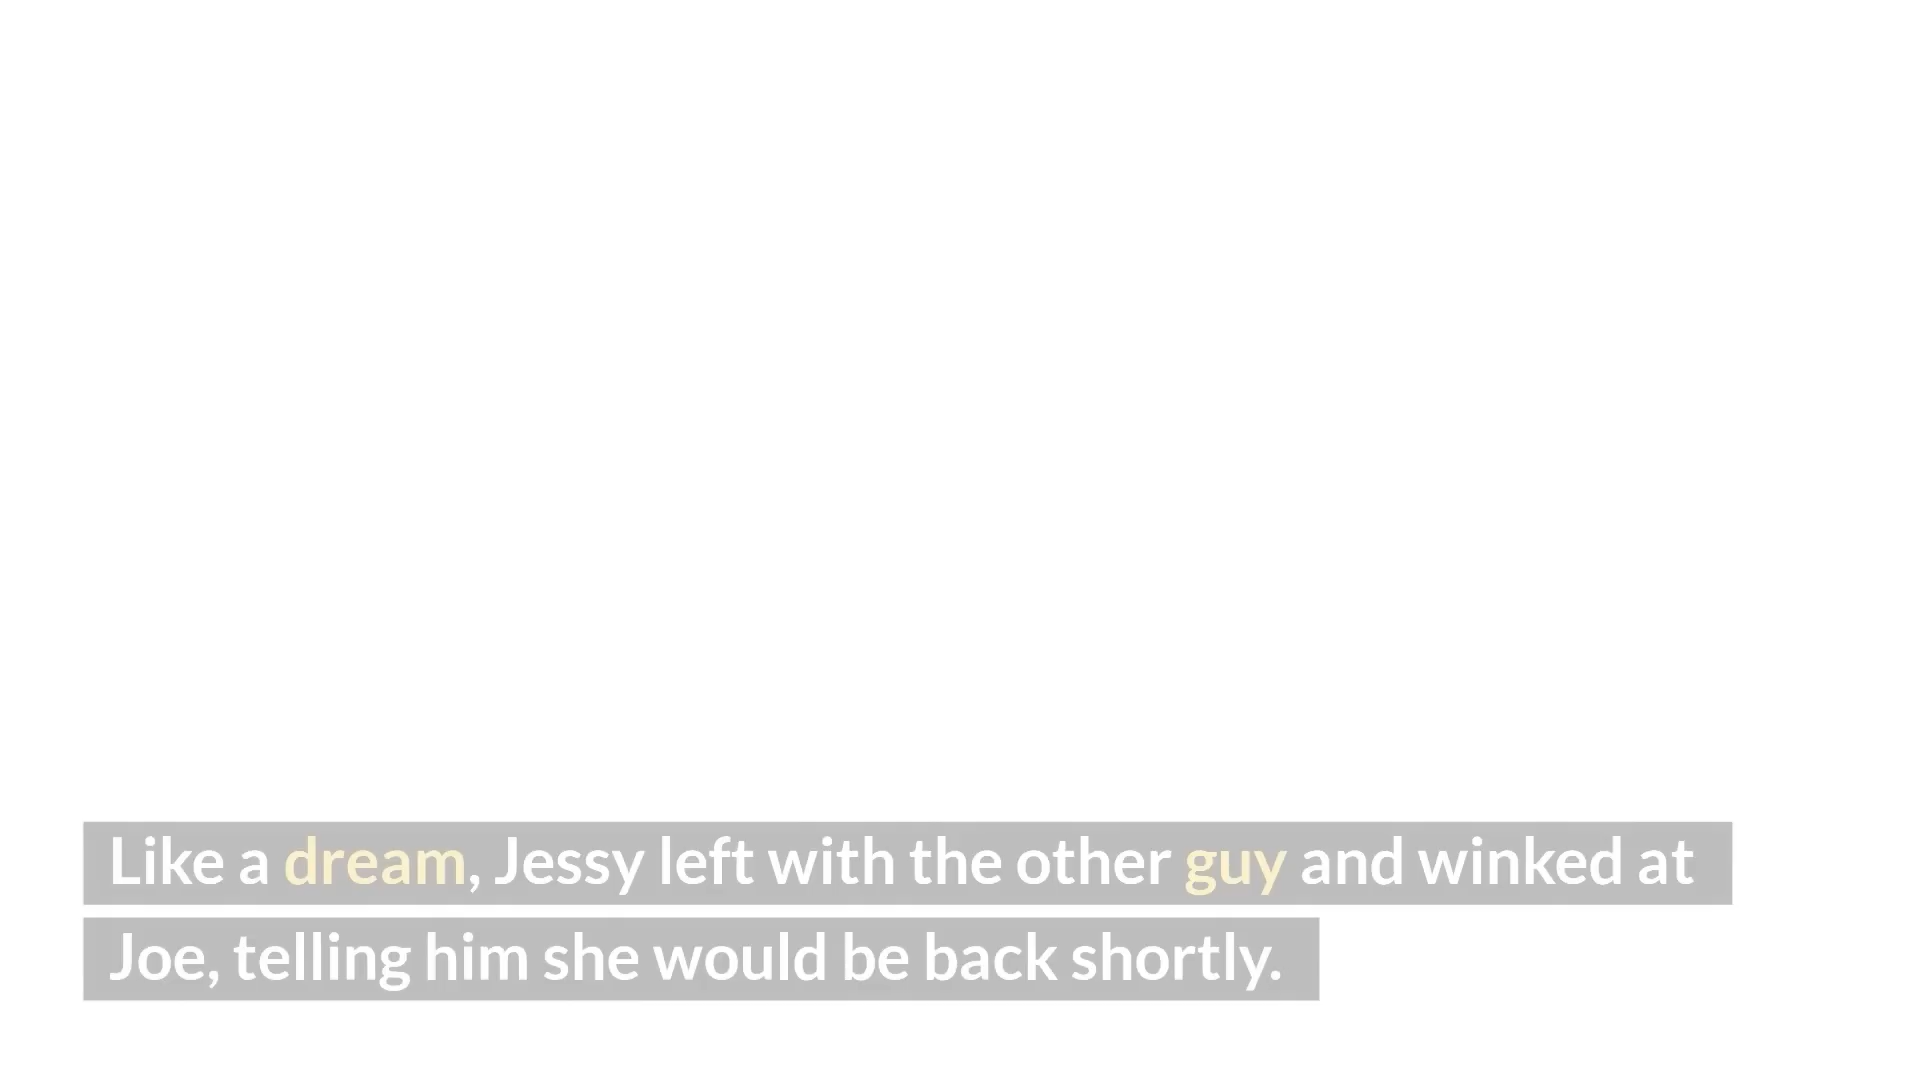 Like a dream, Jessy left with the other guy and winked at
Joe, telling him she would be back shortly.